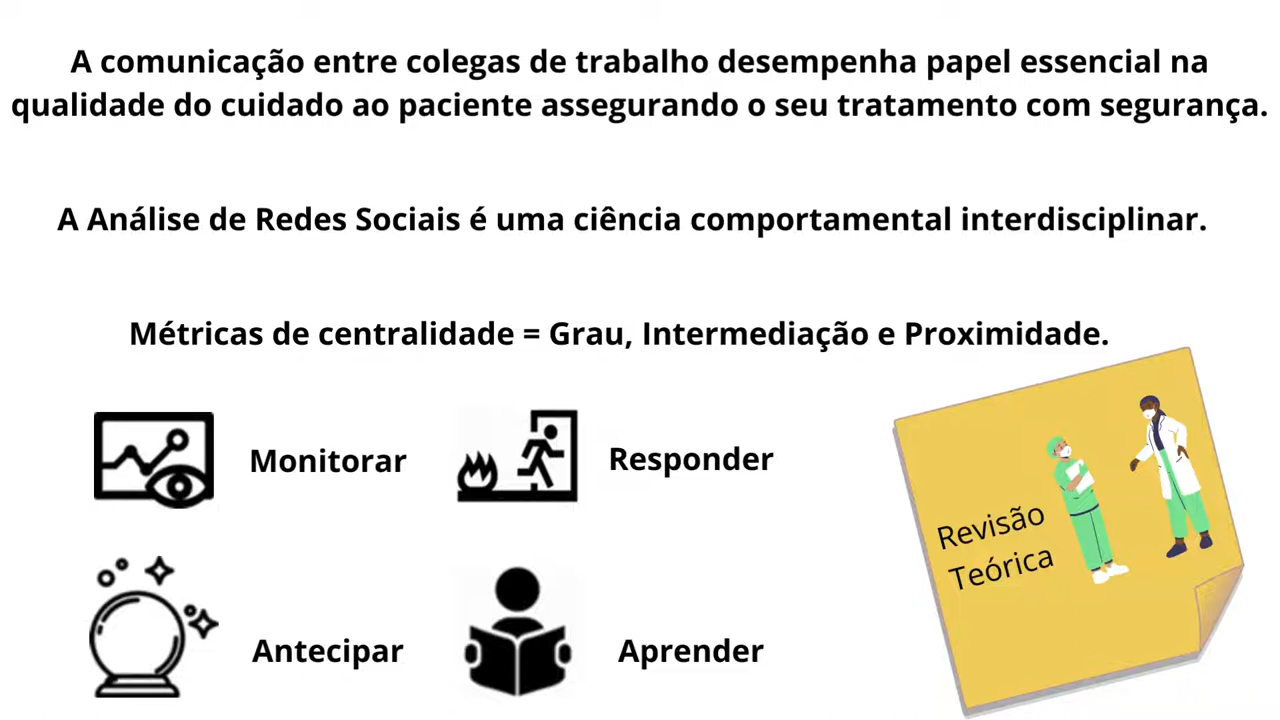 A comunicação entre colegas de trabalho desempenha papel essencial na
qualidade do cuidado ao paciente assegurando o seu tratamento com segurança.
A Análise de Redes Sociais é uma ciência comportamental interdisciplinar.
Métricas de centralidade = Grau, Intermediação e Proximidade.
Monitorar
Responder
Antecipar
Aprender
Revisão
Teórica